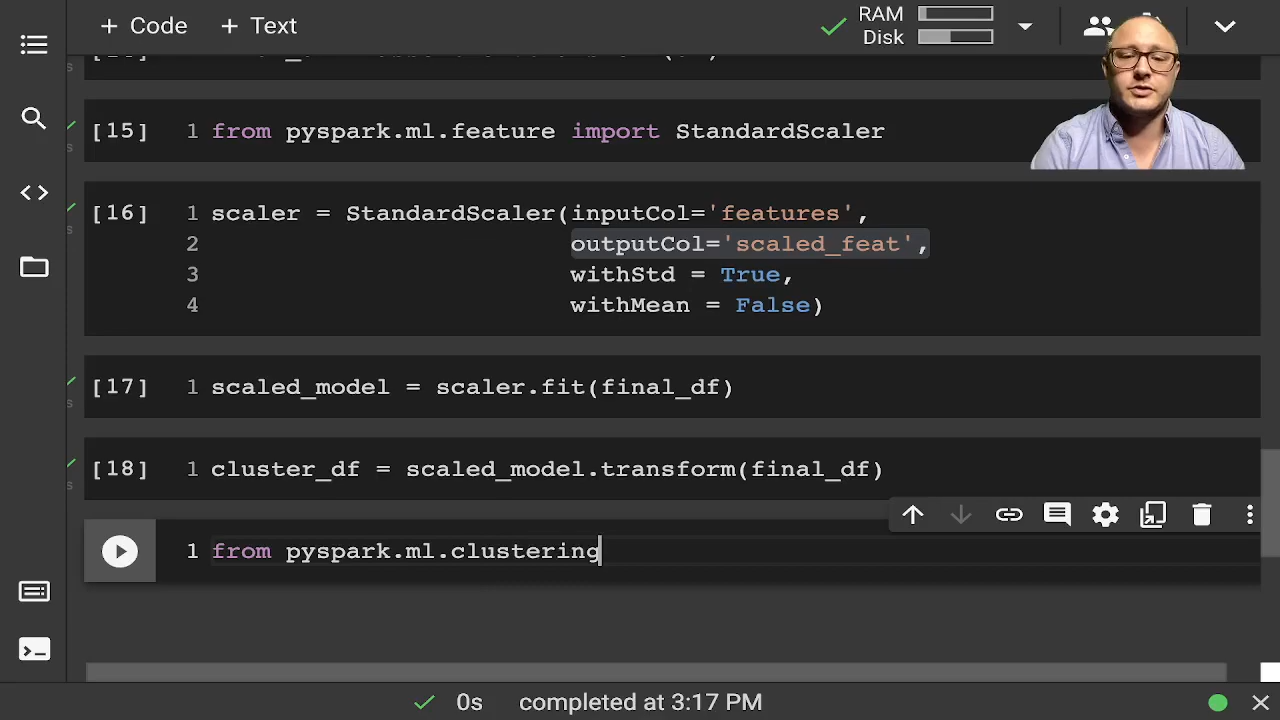 + Code + Text
RAM
Disk
[15] 1 from pyspark.ml.feature import StandardScaler
[16] 1 scaler = StandardScaler(inputCol='features',
2 outputCol='scaled_feat',
3 withStd = True,
4 withMean = False)
[17] 1 scaled_model = scaler.fit(final_df)
[18] 1 cluster_df = scaled_model.transform(final_df)
1 from pyspark.ml.clustering
0s completed at 3:17 PM